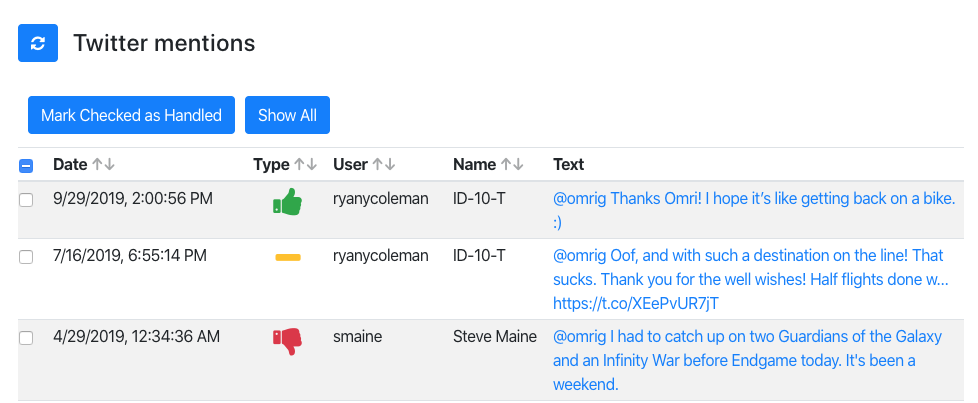 Twitter mentions
Mark Checked as Handled Show All
Date Type User Name Text
9/29/2019, 2:00:56 PM ryanycoleman ID-10-T @omrig Thanks Omri! I hope it’s like getting back on a bike.
:)
7/16/2019, 6:55:14 PM ryanycoleman ID-10-T @omrig Oof, and with such a destination on the line! That
sucks. Thank you for the well wishes! Half flights done w...
https://t.co/XEePvUR7jT
4/29/2019, 12:34:36 AM smaine Steve Maine @omrig I had to catch up on two Guardians of the Galaxy
and an Infinity War before Endgame today. It's been a
weekend.